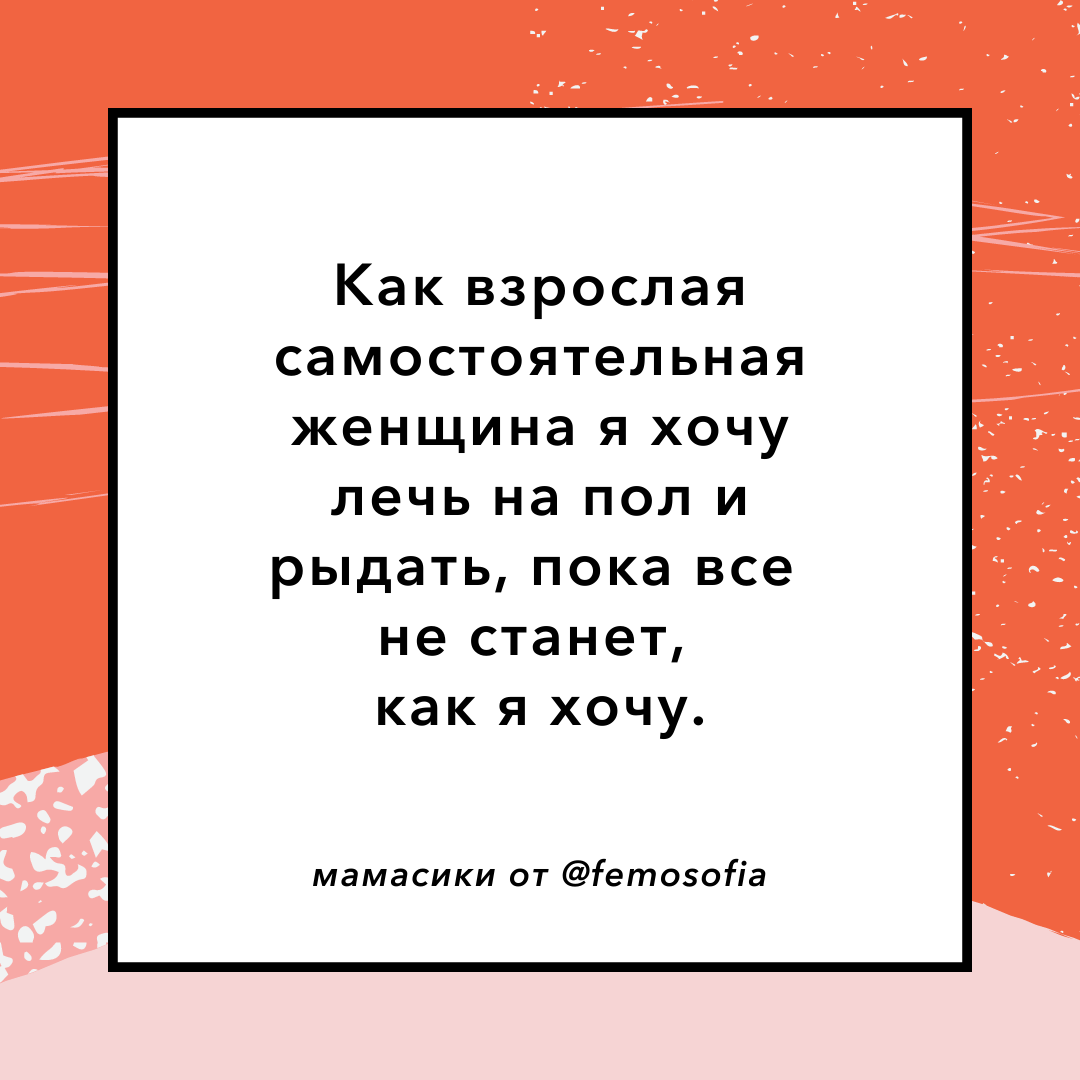 Как взрослая
самостоятельная
женщина я хочу
лечь на пол и
рыдать, пока все
не станет,
как я хочу.
мамасики от @femosofia